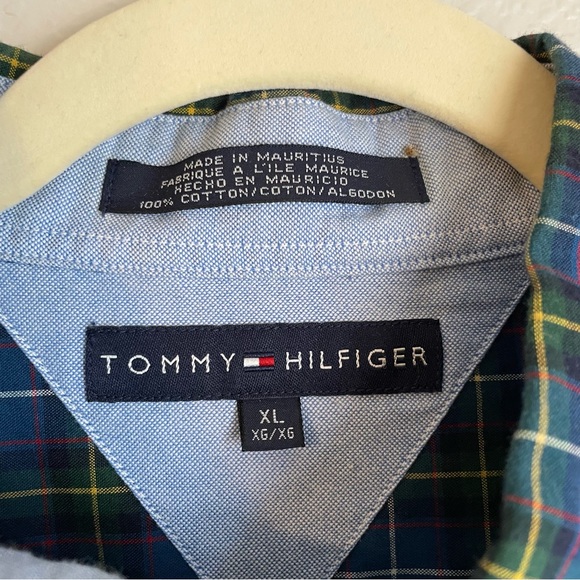 MADE IN MAURITIUS
FABRIQUE A L'ILE MAURICE
HECHO EN MAURICIO
100% COTTON/COTON/ALGODON
TOMMY HILFIGER
XL
XG/XG